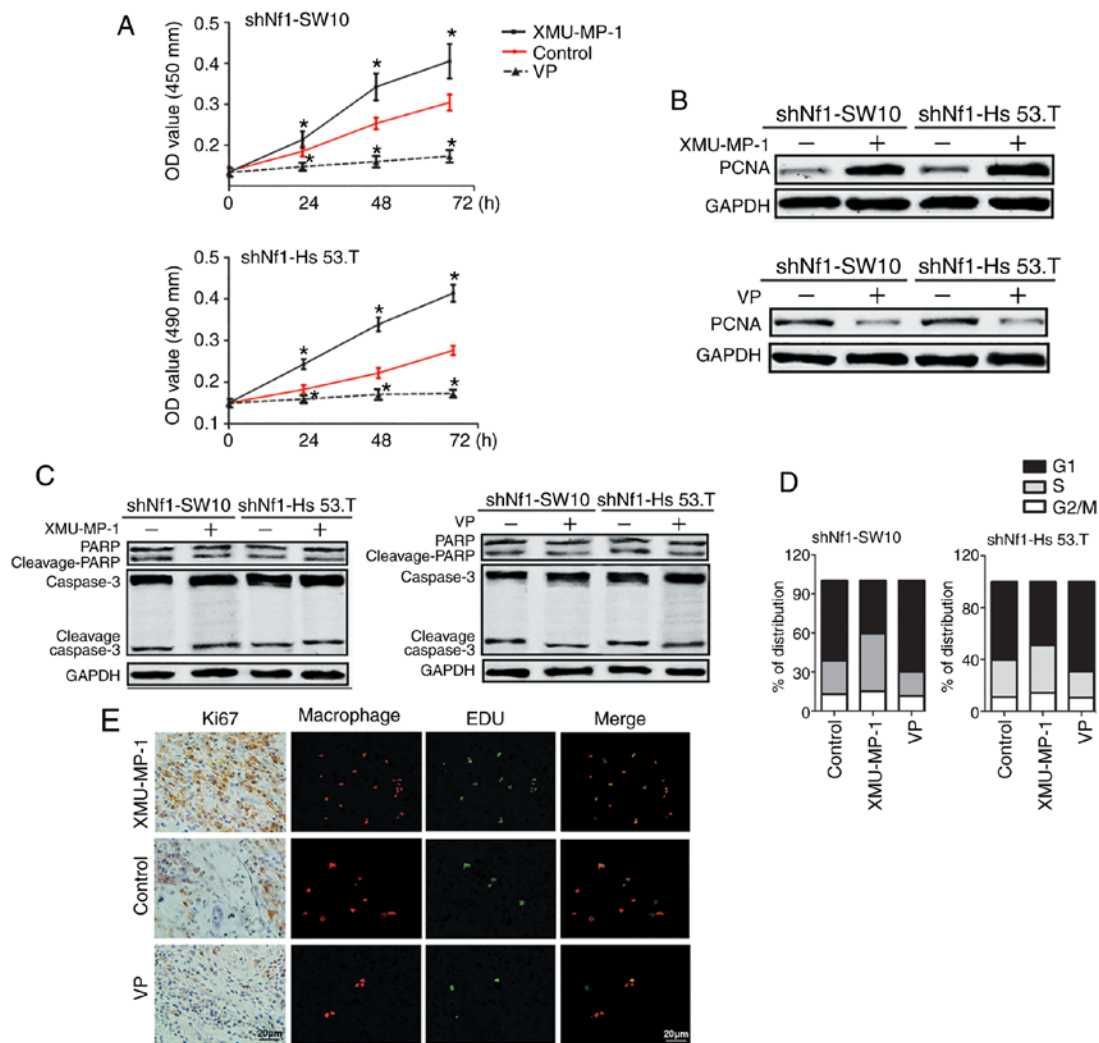 A
shNf1-SW10
OD value (450 mm)
0.5
0.4
0.3
0.2
0 24 48 72 (h)
XMU-MP-1
Control
VP
* * *
* * *
shNf1-Hs 53.T
OD value (490 mm)
0.5
0.4
0.3
0.2
0.1
0 24 48 72 (h)
* * *
* * *
B
shNf1-SW10 shNf1-Hs 53.T
XMU-MP-1 – + – +
PCNA
GAPDH
shNf1-SW10 shNf1-Hs 53.T
VP – + – +
PCNA
GAPDH
C
shNf1-SW10 shNf1-Hs 53.T
XMU-MP-1 – + – +
PARP
Cleavage-PARP
Caspase-3
Cleavage
caspase-3
GAPDH
shNf1-SW10 shNf1-Hs 53.T
VP – + – +
PARP
Cleavage-PARP
Caspase-3
Cleavage
caspase-3
GAPDH
D
G1
S
G2/M
shNf1-SW10
% of distribution
120
90
60
30
0
Control XMU-MP-1 VP
shNf1-Hs 53.T
% of distribution
120
80
40
0
Control XMU-MP-1 VP
E
Ki67 Macrophage EDU Merge
XMU-MP-1
Control
VP
20μm 20μm